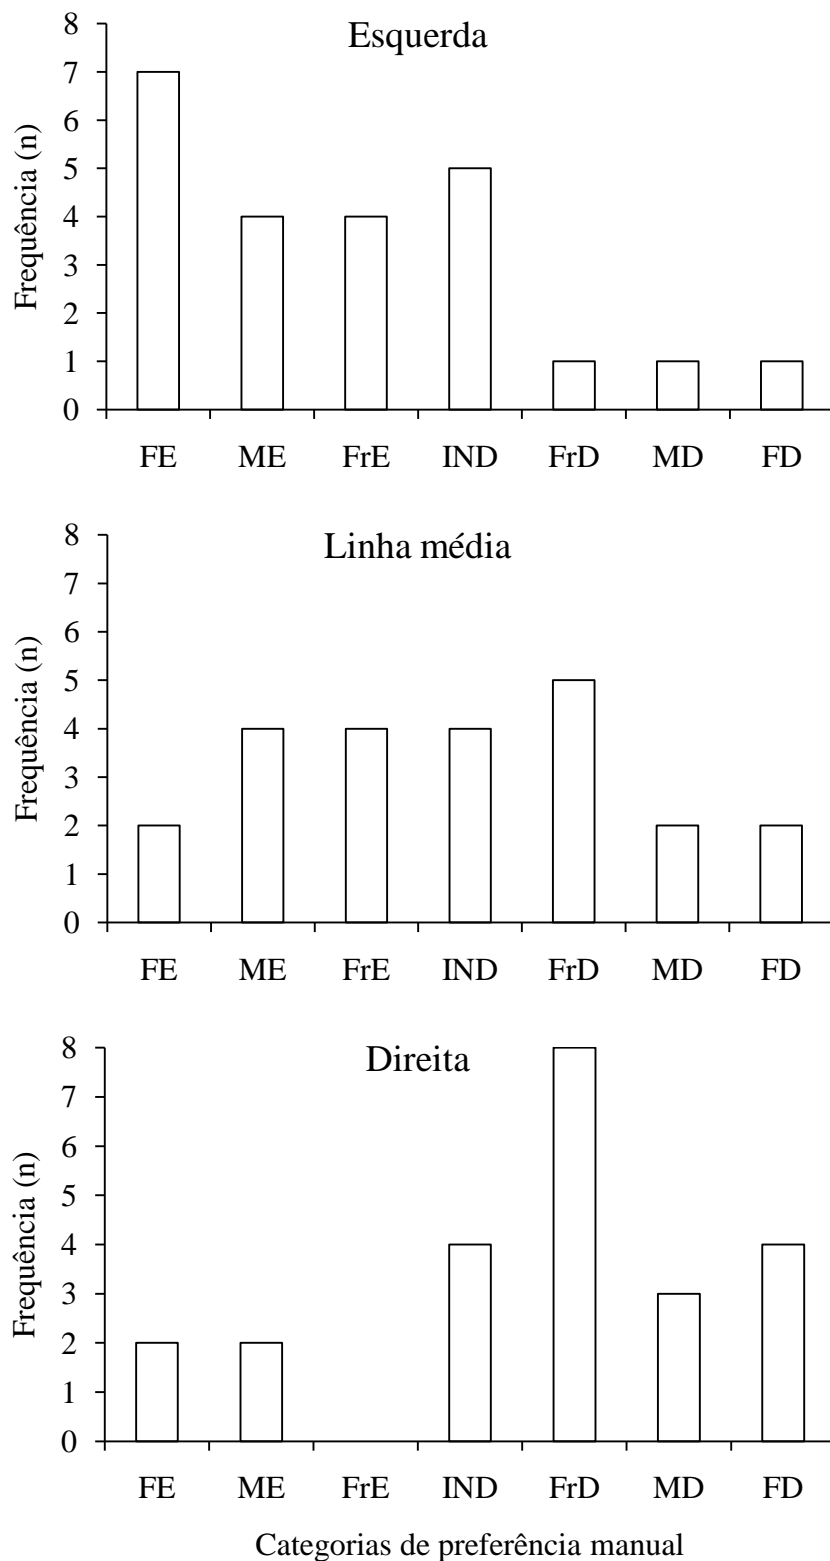 Esquerda
Frequência (n)
8
7
6
5
4
3
2
1
0
FE ME FrE IND FrD MD FD
Linha média
Frequência (n)
8
7
6
5
4
3
2
1
0
FE ME FrE IND FrD MD FD
Direita
Frequência (n)
8
7
6
5
4
3
2
1
0
FE ME FrE IND FrD MD FD
Categorias de preferência manual